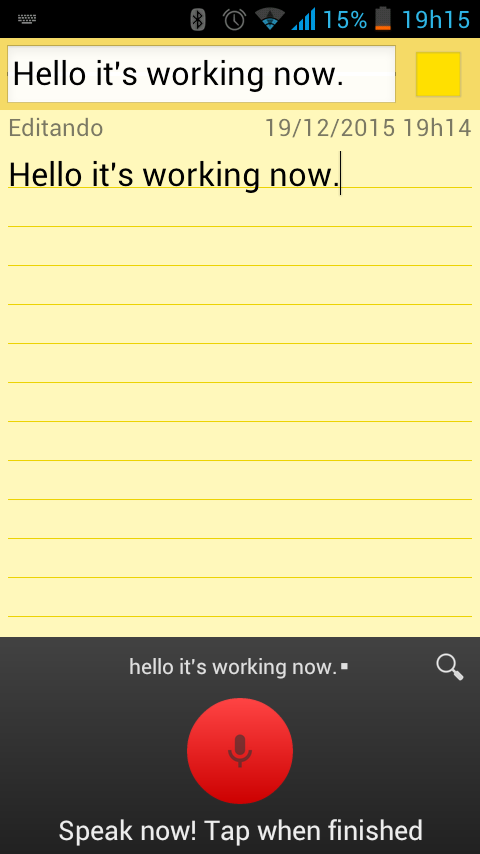 15% 19h15
Hello it's working now.
Editando 19/12/2015 19h14
Hello it's working now.
hello it's working now.
Speak now! Tap when finished